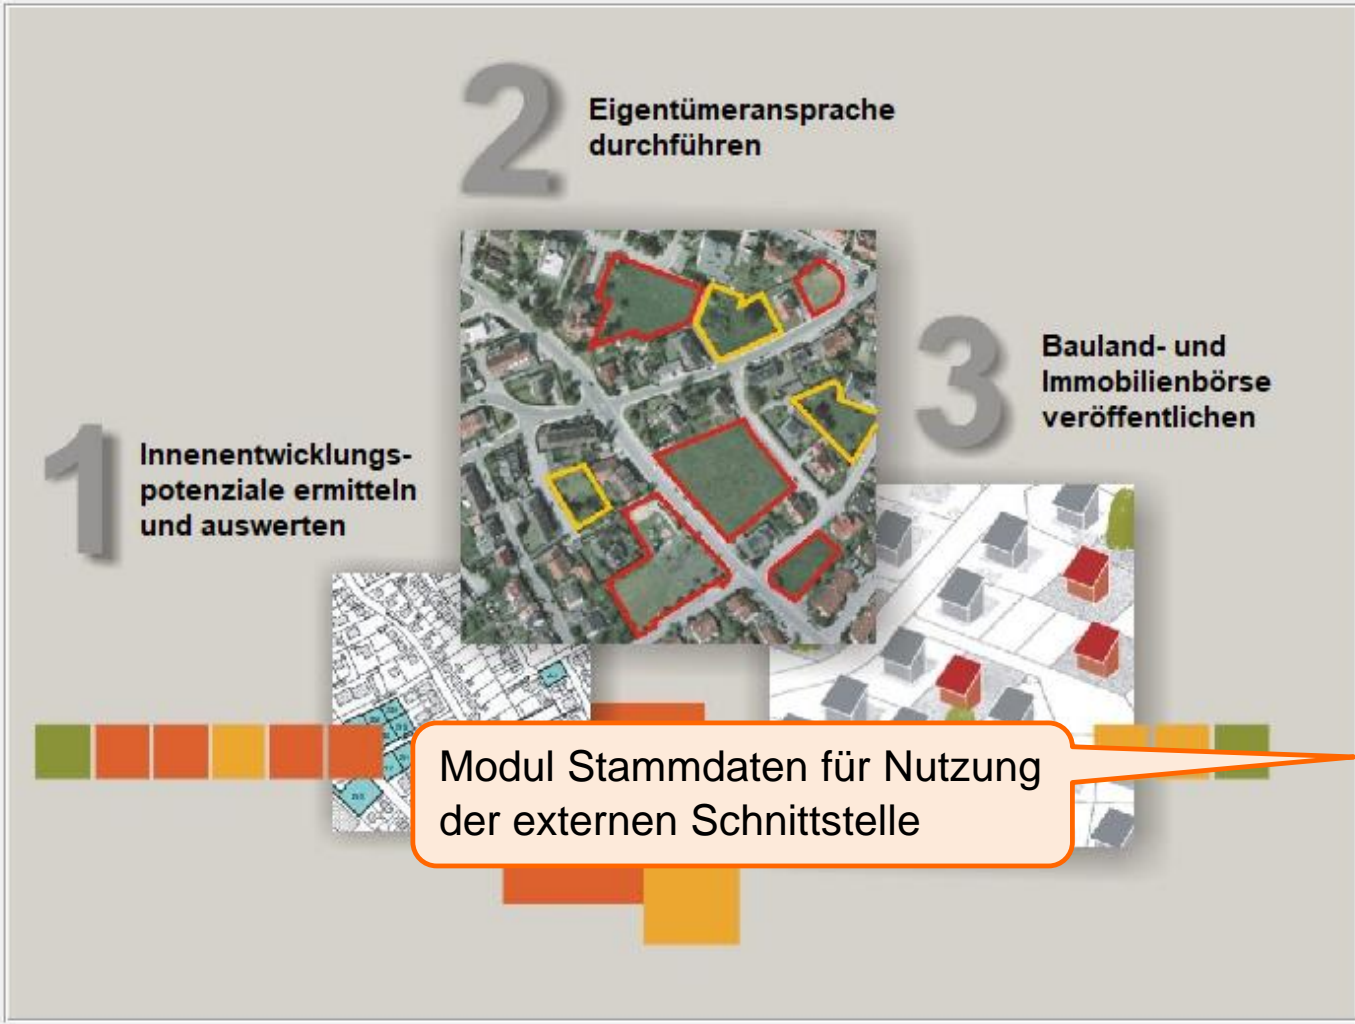 2
Eigentümeransprache
durchführen
3
Bauland- und
Immobilienbörse
veröffentlichen
1
Innenentwicklungs-
potenziale ermitteln
und auswerten
Modul Stammdaten für Nutzung
der externen Schnittstelle